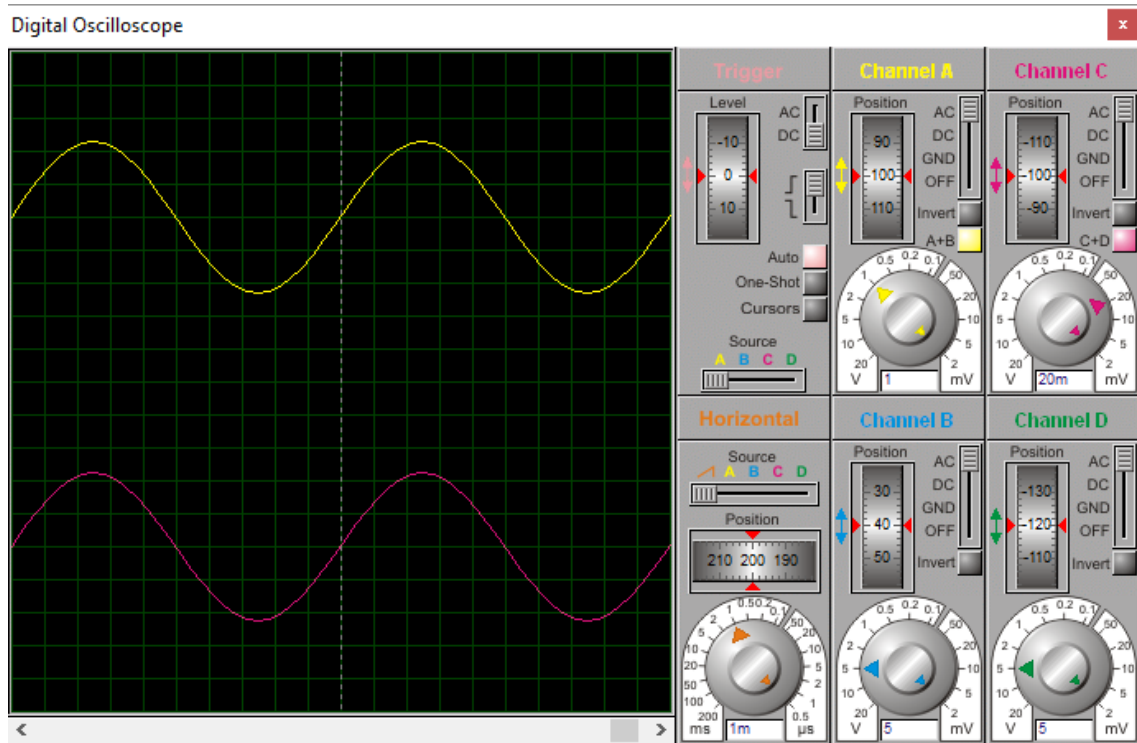 Digital Oscilloscope
x
Trigger
Level
AC
DC
-10
0
10
Auto
One-Shot
Cursors
Source
A B C D
Channel A
Position
AC
DC
GND
OFF
90
100
110
Invert
A+B
20 10 5 2 1 0.5 0.2 0.1 50 20 10 5 2
V 1 mV
Channel C
Position
AC
DC
GND
OFF
-110
-100
-90
Invert
C+D
20 10 5 2 1 0.5 0.2 0.1 50 20 10 5 2
V 20m mV
Horizontal
Source
A B C D
Position
210 200 190
200 100 50 20 10 5 2 1 0.5 0.2 0.1 50 20 10 5 2 1 0.5
ms 1m µs
Channel B
Position
AC
DC
GND
OFF
30
40
50
Invert
20 10 5 2 1 0.5 0.2 0.1 50 20 10 5 2
V 5 mV
Channel D
Position
AC
DC
GND
OFF
-130
-120
-110
Invert
20 10 5 2 1 0.5 0.2 0.1 50 20 10 5 2
V 5 mV